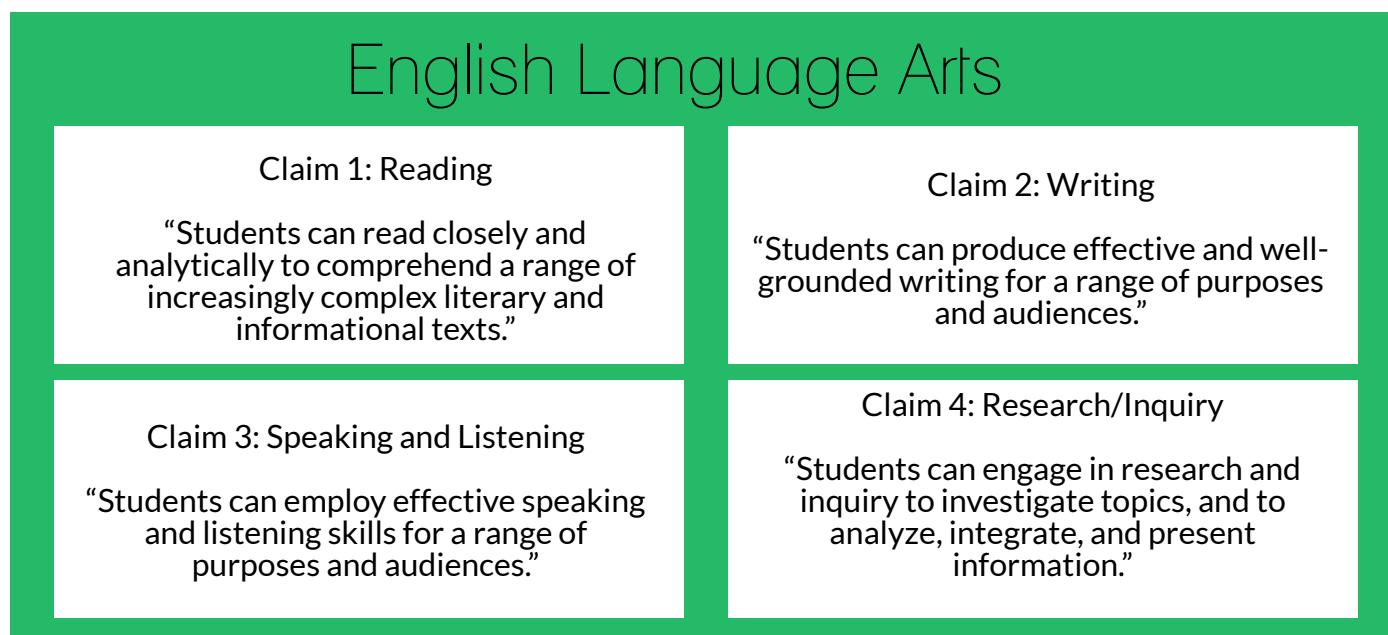 English Language Arts
Claim 1: Reading
“Students can read closely and
analytically to comprehend a range of
increasingly complex literary and
informational texts.”
Claim 2: Writing
“Students can produce effective and well-
grounded writing for a range of purposes
and audiences.”
Claim 3: Speaking and Listening
“Students can employ effective speaking
and listening skills for a range of
purposes and audiences.”
Claim 4: Research/Inquiry
“Students can engage in research and
inquiry to investigate topics, and to
analyze, integrate, and present
information.”